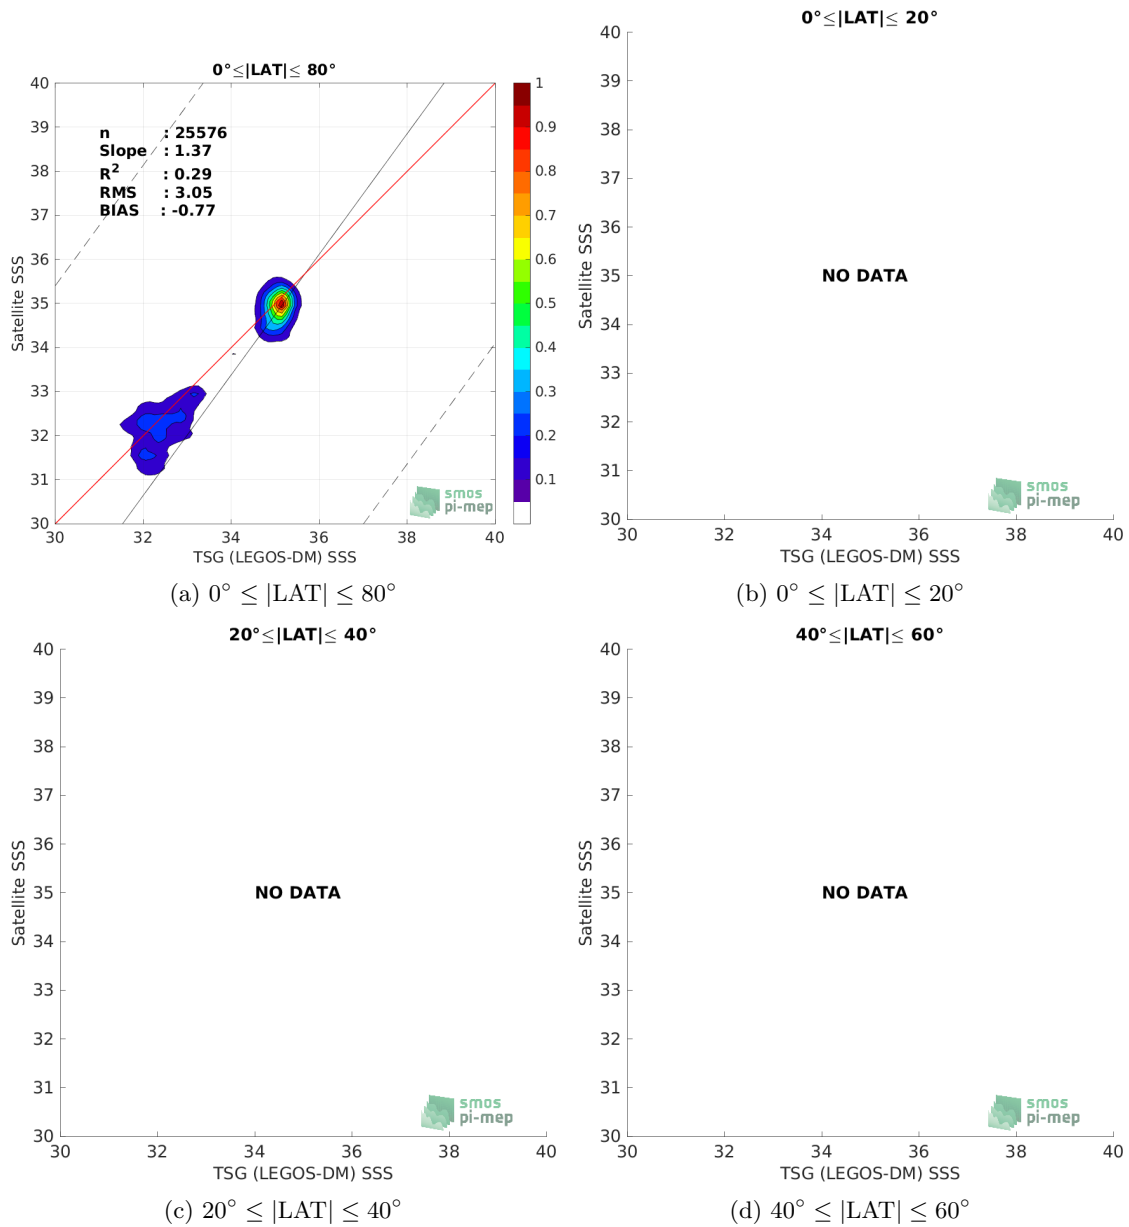 0°≤|LAT|≤ 80°
40
39
38
37
36
35
34
33
32
31
30
Satellite SSS
n : 25576
Slope : 1.37
R² : 0.29
RMS : 3.05
BIAS : -0.77
smos
pi-mep
30 32 34 36 38 40
TSG (LEGOS-DM) SSS
1
0.9
0.8
0.7
0.6
0.5
0.4
0.3
0.2
0.1
(a) 0° ≤ |LAT| ≤ 80°
0°≤|LAT|≤ 20°
40
39
38
37
36
35
34
33
32
31
30
Satellite SSS
NO DATA
smos
pi-mep
30 32 34 36 38 40
TSG (LEGOS-DM) SSS
(b) 0° ≤ |LAT| ≤ 20°
20°≤|LAT|≤ 40°
40
39
38
37
36
35
34
33
32
31
30
Satellite SSS
NO DATA
smos
pi-mep
30 32 34 36 38 40
TSG (LEGOS-DM) SSS
(c) 20° ≤ |LAT| ≤ 40°
40°≤|LAT|≤ 60°
40
39
38
37
36
35
34
33
32
31
30
Satellite SSS
NO DATA
smos
pi-mep
30 32 34 36 38 40
TSG (LEGOS-DM) SSS
(d) 40° ≤ |LAT| ≤ 60°